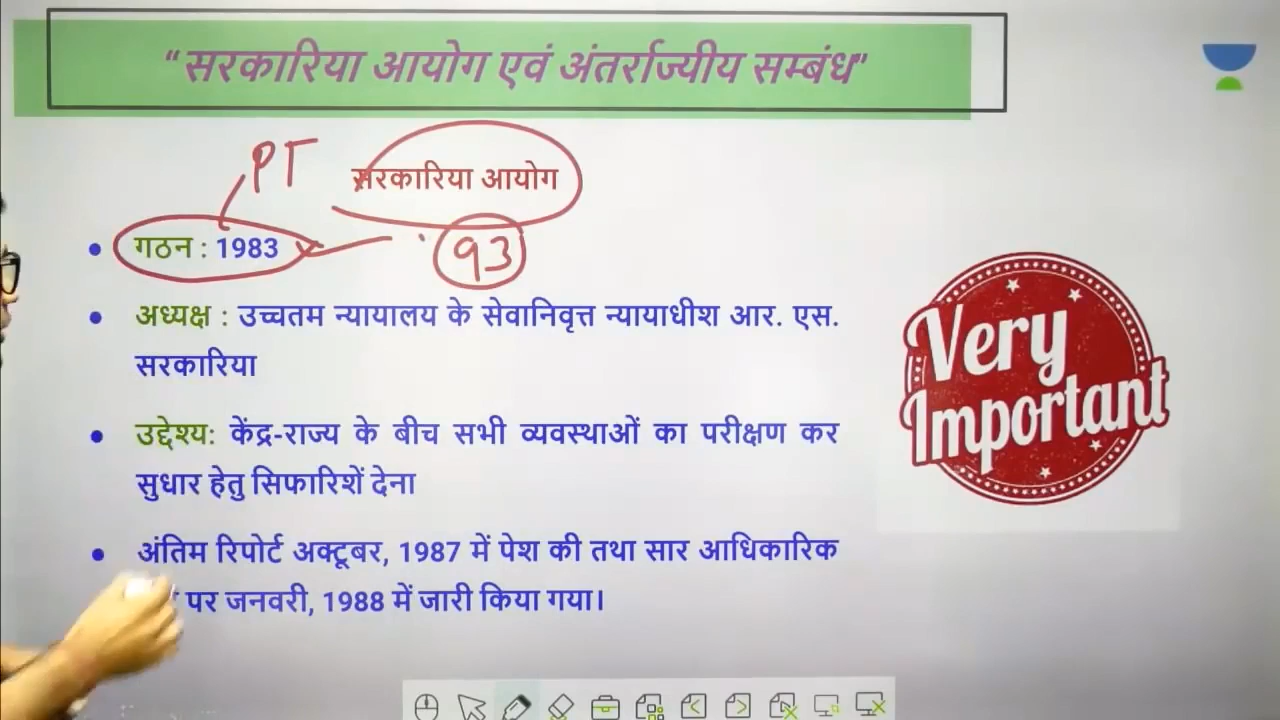 “सरकारिया आयोग एवं अंतर्राज्यीय सम्बंध”
PT
सरकारिया आयोग
गठन : 1983
93
अध्यक्ष : उच्चतम न्यायालय के सेवानिवृत्त न्यायाधीश आर. एस.
सरकारिया
उद्देश्य: केंद्र-राज्य के बीच सभी व्यवस्थाओं का परीक्षण कर
सुधार हेतु सिफारिशें देना
Very
Important
अंतिम रिपोर्ट अक्टूबर, 1987 में पेश की तथा सार आधिकारिक
पर जनवरी, 1988 में जारी किया गया।